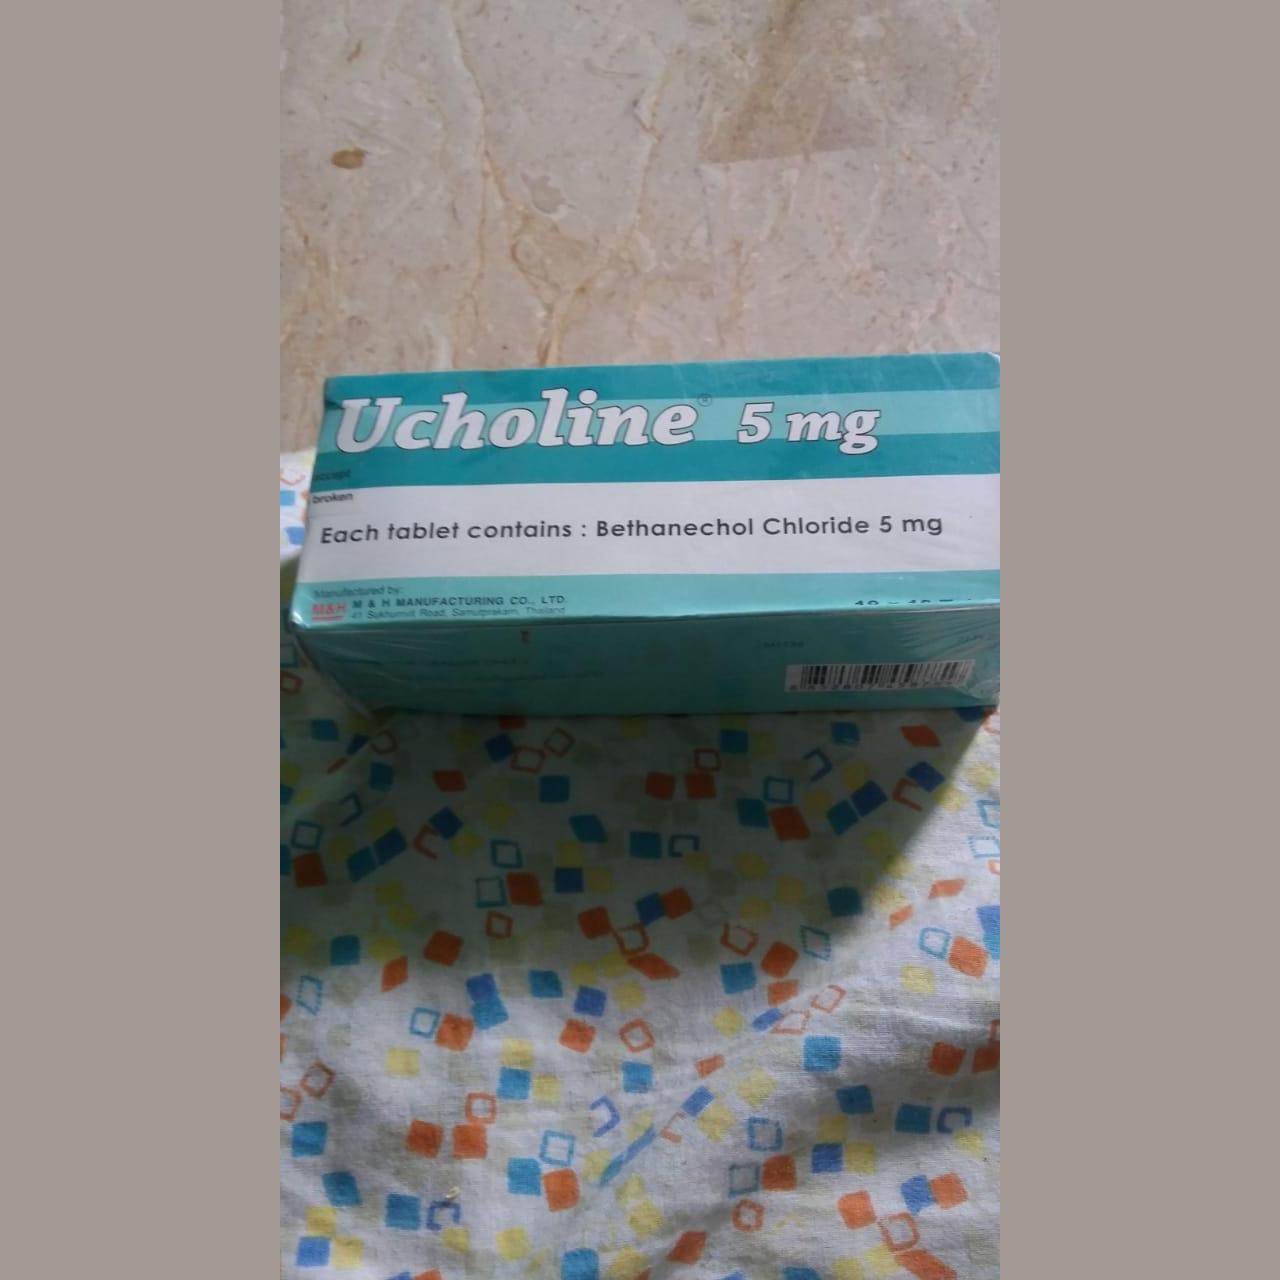 Ucholine® 5 mg
broken
Each tablet contains : Bethanechol Chloride 5 mg
Manufactured by:
M&H M & H MANUFACTURING CO., LTD.
41 Sukhumvit Road, Samutprakarn, Thailand